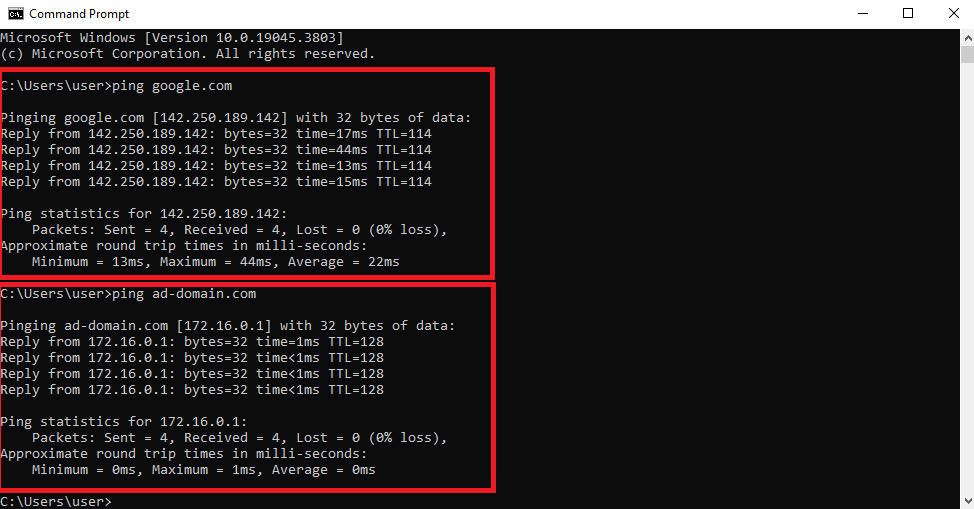 Command Prompt
Microsoft Windows [Version 10.0.19045.3803]
(c) Microsoft Corporation. All rights reserved.
C:\Users\user>ping google.com
Pinging google.com [142.250.189.142] with 32 bytes of data:
Reply from 142.250.189.142: bytes=32 time=17ms TTL=114
Reply from 142.250.189.142: bytes=32 time=44ms TTL=114
Reply from 142.250.189.142: bytes=32 time=13ms TTL=114
Reply from 142.250.189.142: bytes=32 time=15ms TTL=114
Ping statistics for 142.250.189.142:
    Packets: Sent = 4, Received = 4, Lost = 0 (0% loss),
Approximate round trip times in milli-seconds:
    Minimum = 13ms, Maximum = 44ms, Average = 22ms
C:\Users\user>ping ad-domain.com
Pinging ad-domain.com [172.16.0.1] with 32 bytes of data:
Reply from 172.16.0.1: bytes=32 time=1ms TTL=128
Reply from 172.16.0.1: bytes=32 time<1ms TTL=128
Reply from 172.16.0.1: bytes=32 time<1ms TTL=128
Reply from 172.16.0.1: bytes=32 time<1ms TTL=128
Ping statistics for 172.16.0.1:
    Packets: Sent = 4, Received = 4, Lost = 0 (0% loss),
Approximate round trip times in milli-seconds:
    Minimum = 0ms, Maximum = 1ms, Average = 0ms
C:\Users\user>